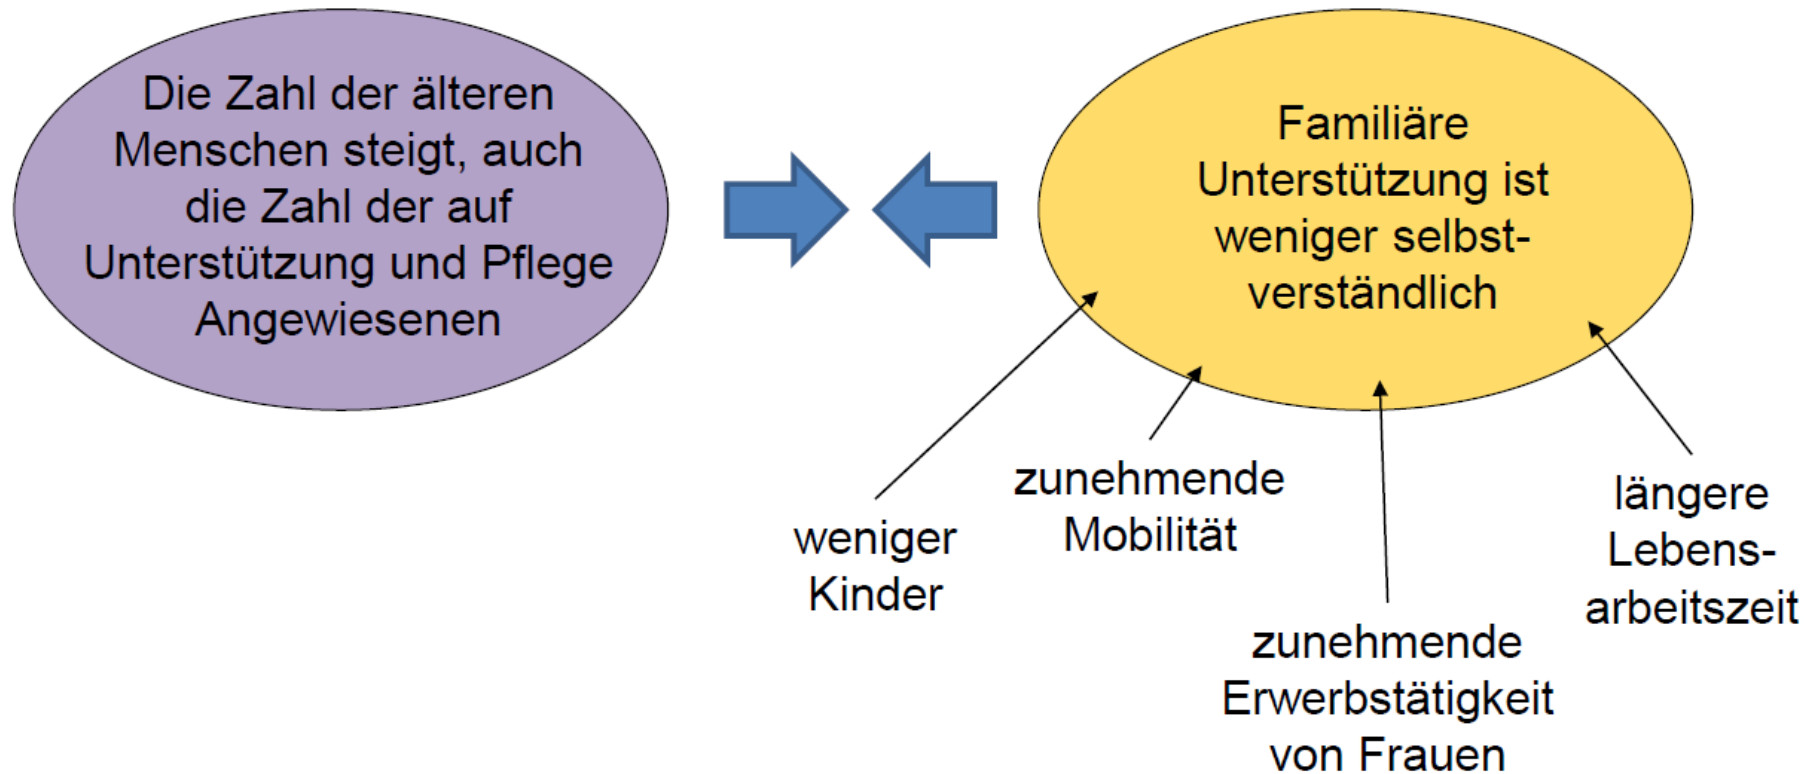 Die Zahl der älteren
Menschen steigt, auch
die Zahl der auf
Unterstützung und Pflege
Angewiesenen
Familiäre
Unterstützung ist
weniger selbst-
verständlich
weniger
Kinder
zunehmende
Mobilität
zunehmende
Erwerbstätigkeit
von Frauen
längere
Lebens-
arbeitszeit